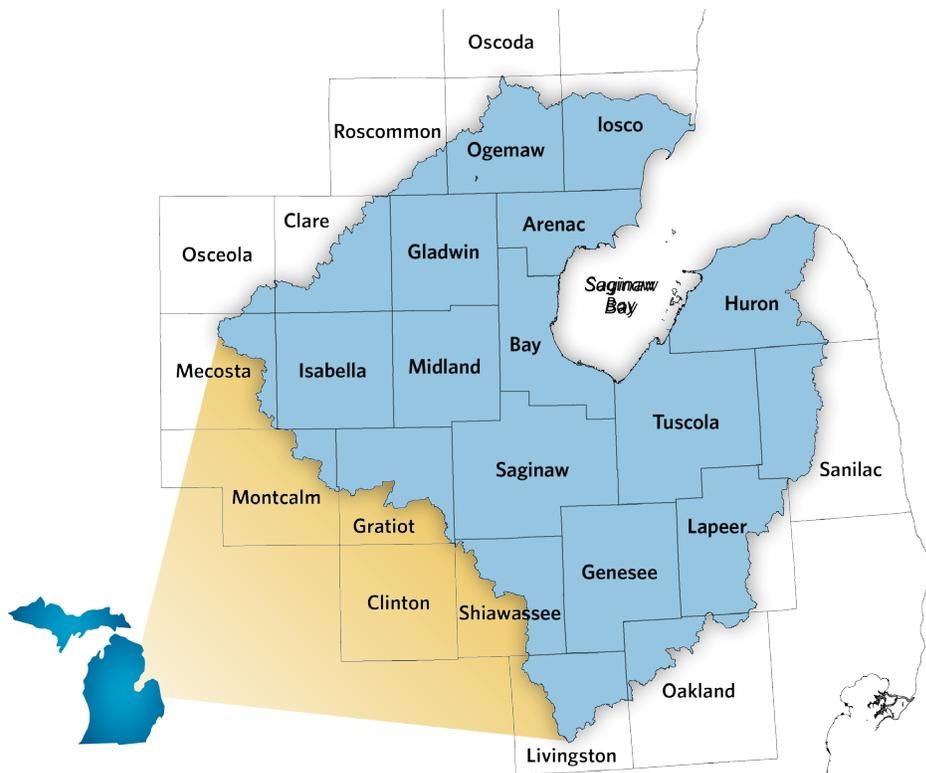 Oscoda
Roscommon
Iosco
Ogemaw
Clare
Arenac
Osceola
Gladwin
Saginaw
Bay
Huron
Bay
Mecosta
Isabella
Midland
Tuscola
Saginaw
Sanilac
Montcalm
Gratiot
Lapeer
Genesee
Clinton
Shiawassee
Oakland
Livingston